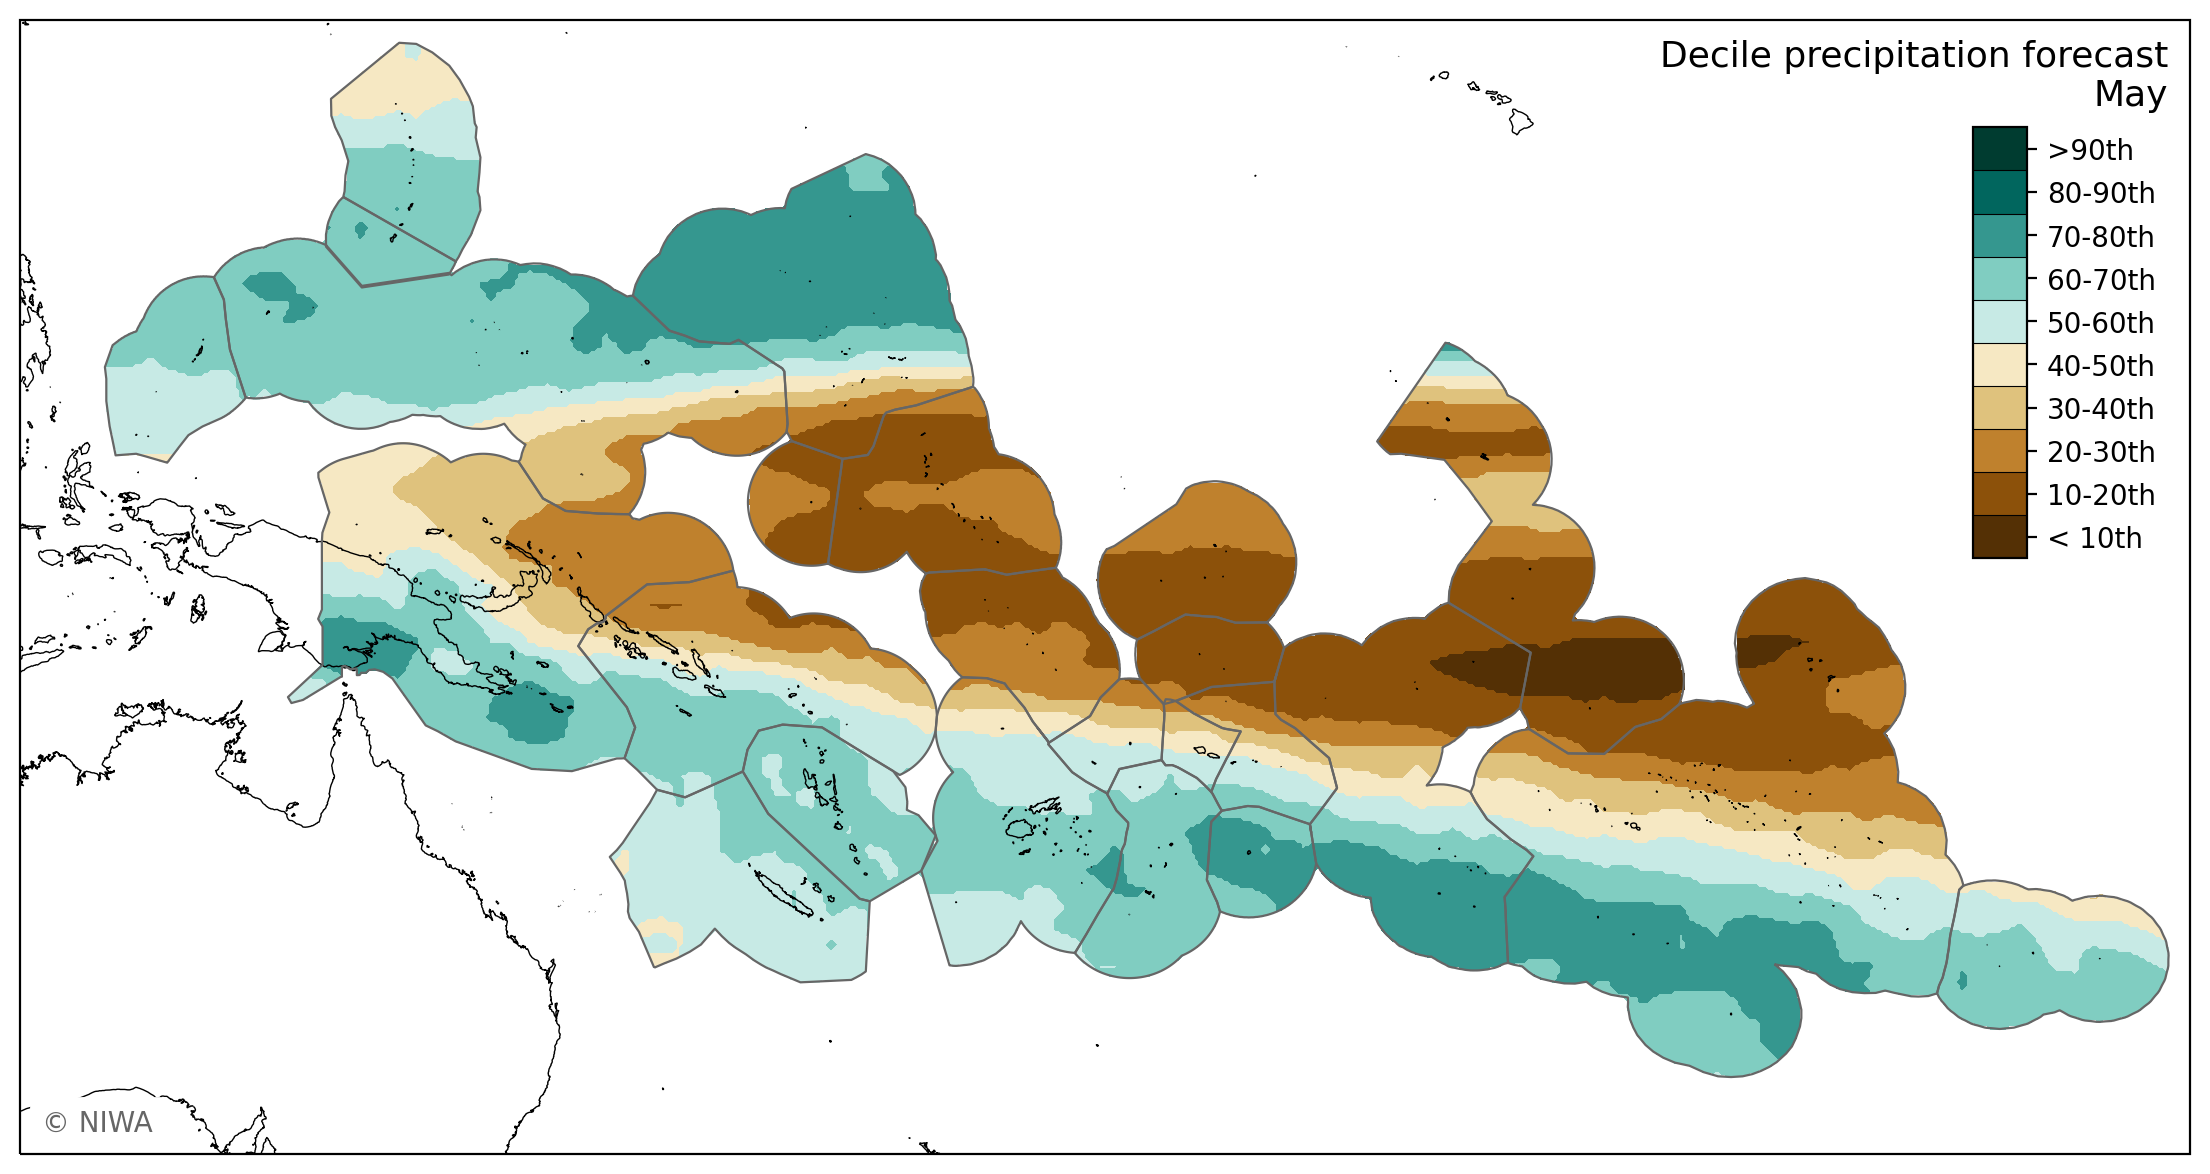 Decile precipitation forecast
May
>90th
80-90th
70-80th
60-70th
50-60th
40-50th
30-40th
20-30th
10-20th
< 10th
© NIWA